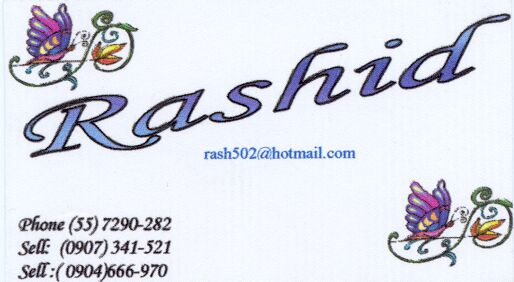 Rashid
rash502@hotmail.com
Phone (55) 7290-282
Sell: (0907) 341-521
Sell :( 0904)666-970